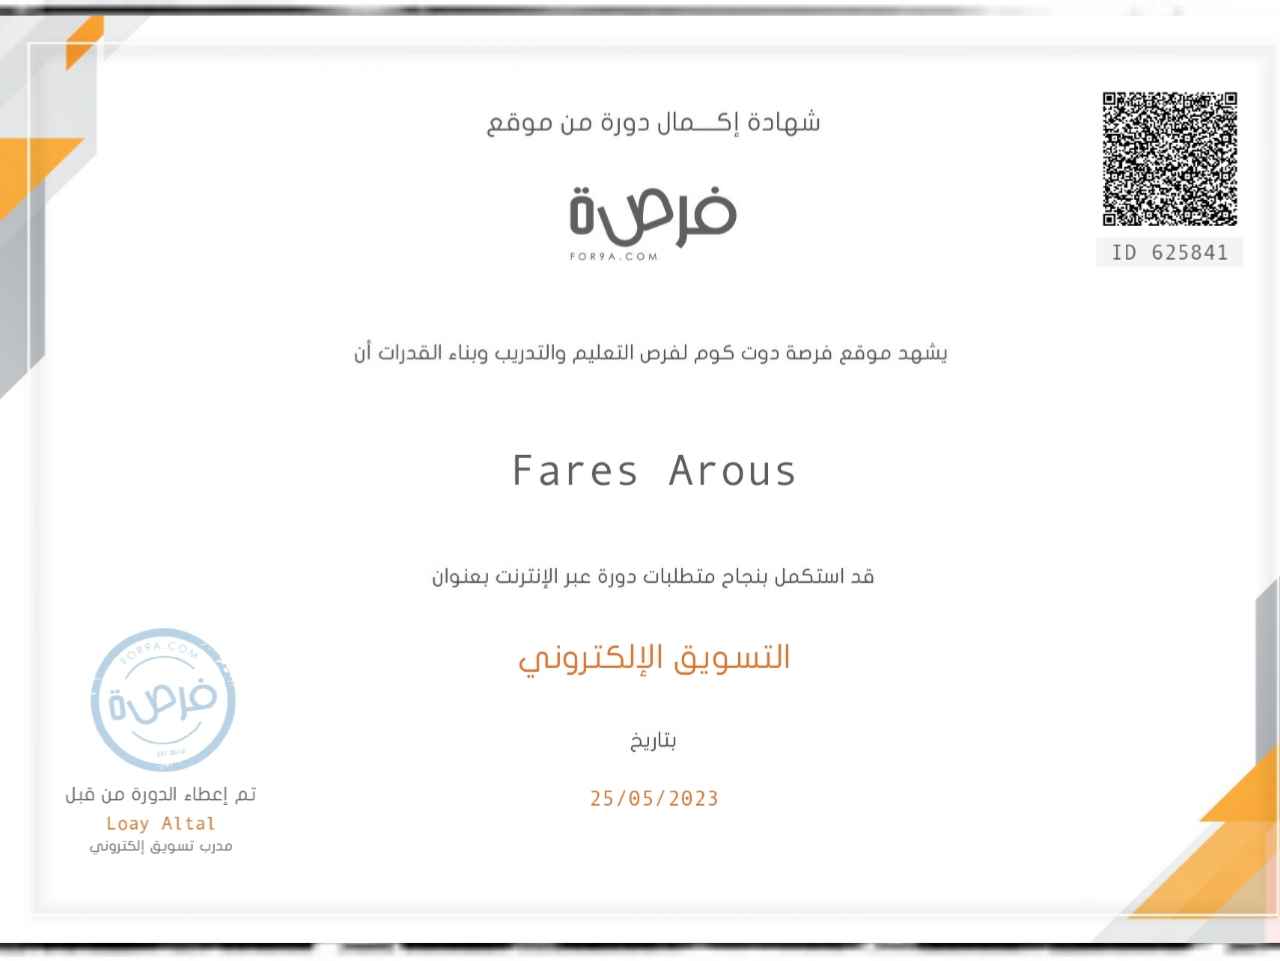 شهادة إكـــمال دورة من موقع
فرصة
FOR9A.COM
ID 625841
يشهد موقع فرصة دوت كوم لفرص التعليم والتدريب وبناء القدرات أن
Fares Arous
قد استكمل بنجاح متطلبات دورة عبر الإنترنت بعنوان
التسويق الإلكتروني
بتاريخ
25/05/2023
FOR9A.COM
فرصة
تم إعطاء الدورة من قبل
Loay Altal
مدرب تسويق إلكتروني